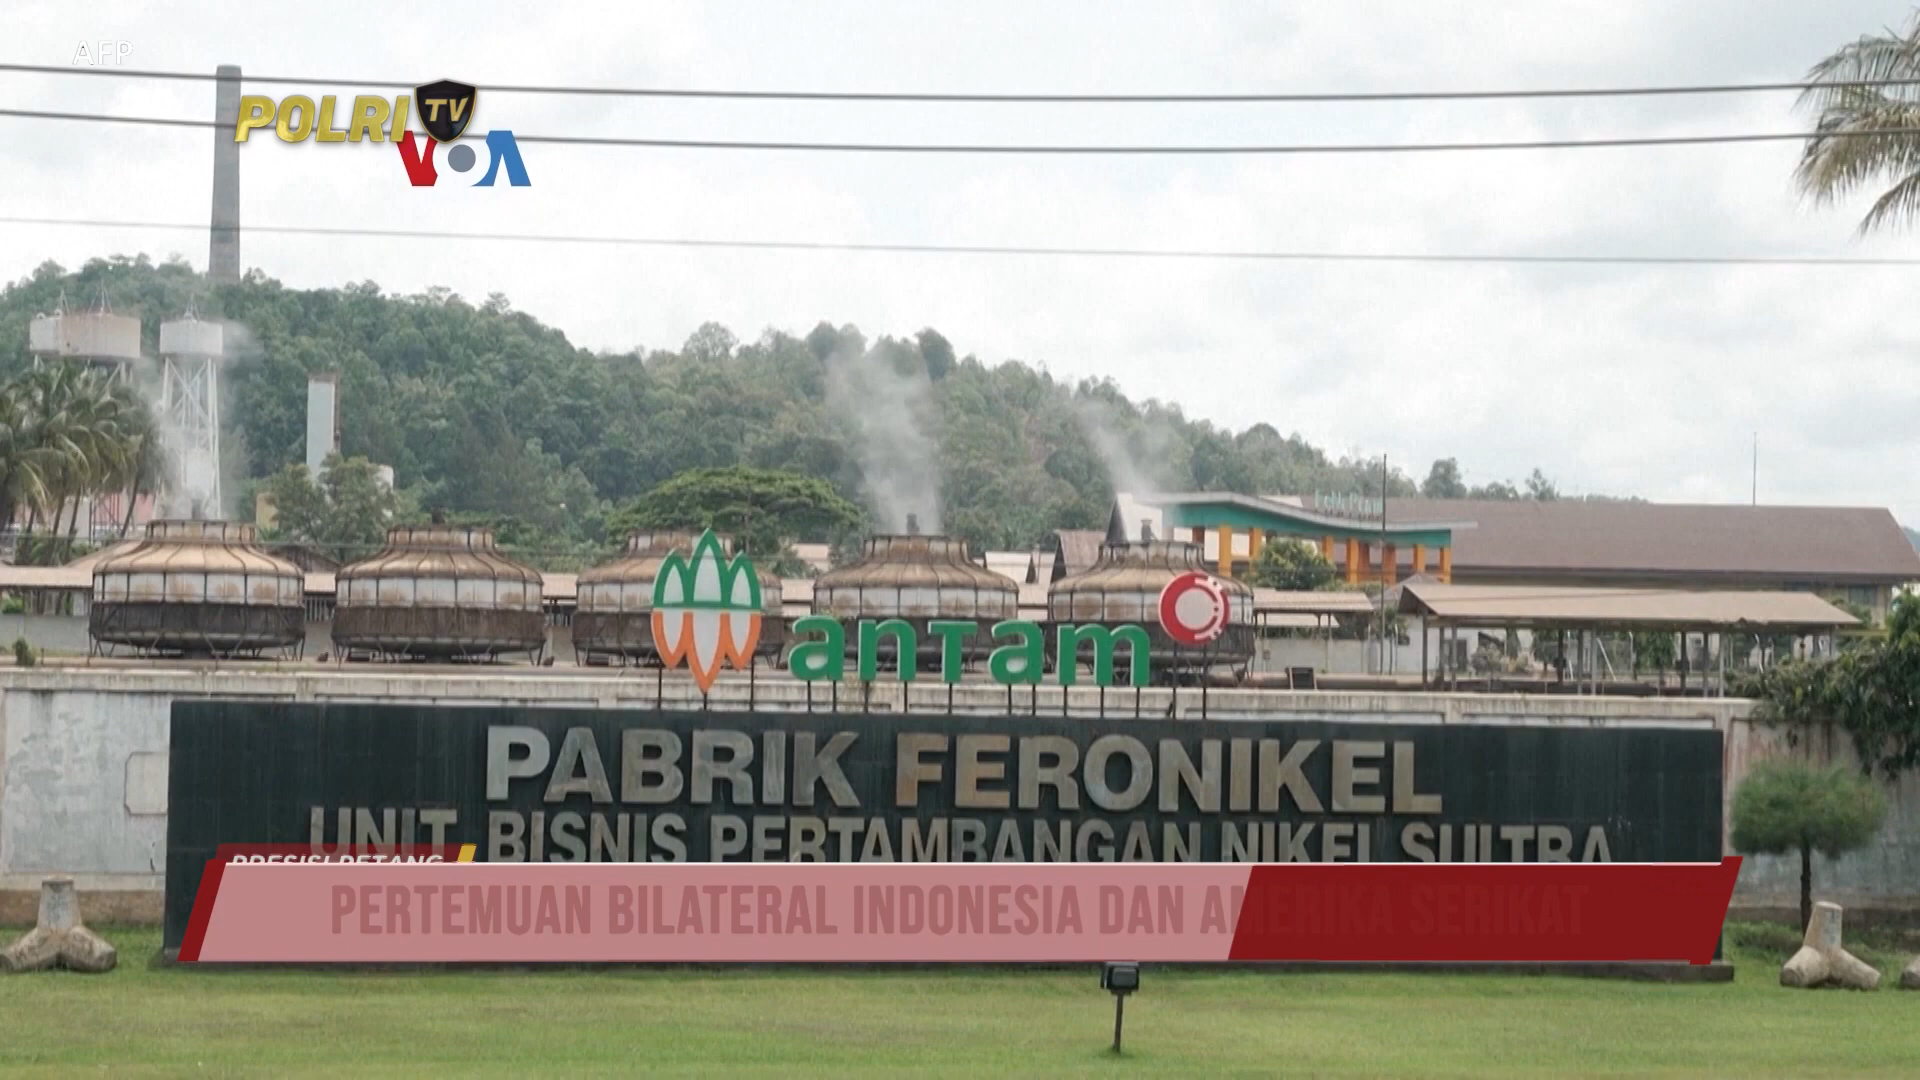 AFP
POLRI TV
VOA
antam
PABRIK FERONIKEL
UNIT BISNIS PERTAMBANGAN NIKEL SULTRA
PRESISI PETANG
PERTEMUAN BILATERAL INDONESIA DAN AMERIKA SERIKAT